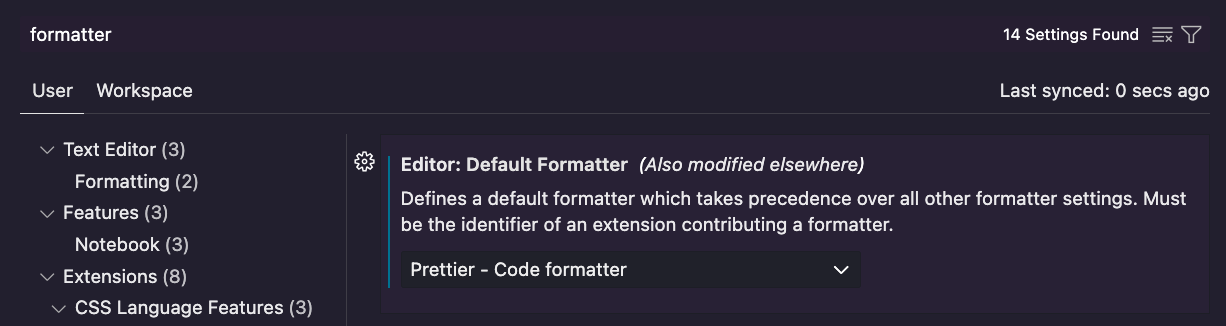 formatter
14 Settings Found
User Workspace
Last synced: 0 secs ago
Text Editor (3)
Formatting (2)
Features (3)
Notebook (3)
Extensions (8)
CSS Language Features (3)
Editor: Default Formatter (Also modified elsewhere)
Defines a default formatter which takes precedence over all other formatter settings. Must
be the identifier of an extension contributing a formatter.
Prettier - Code formatter